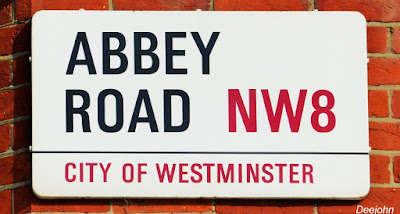 ABBEY
ROAD NW8
CITY OF WESTMINSTER
Deejohn